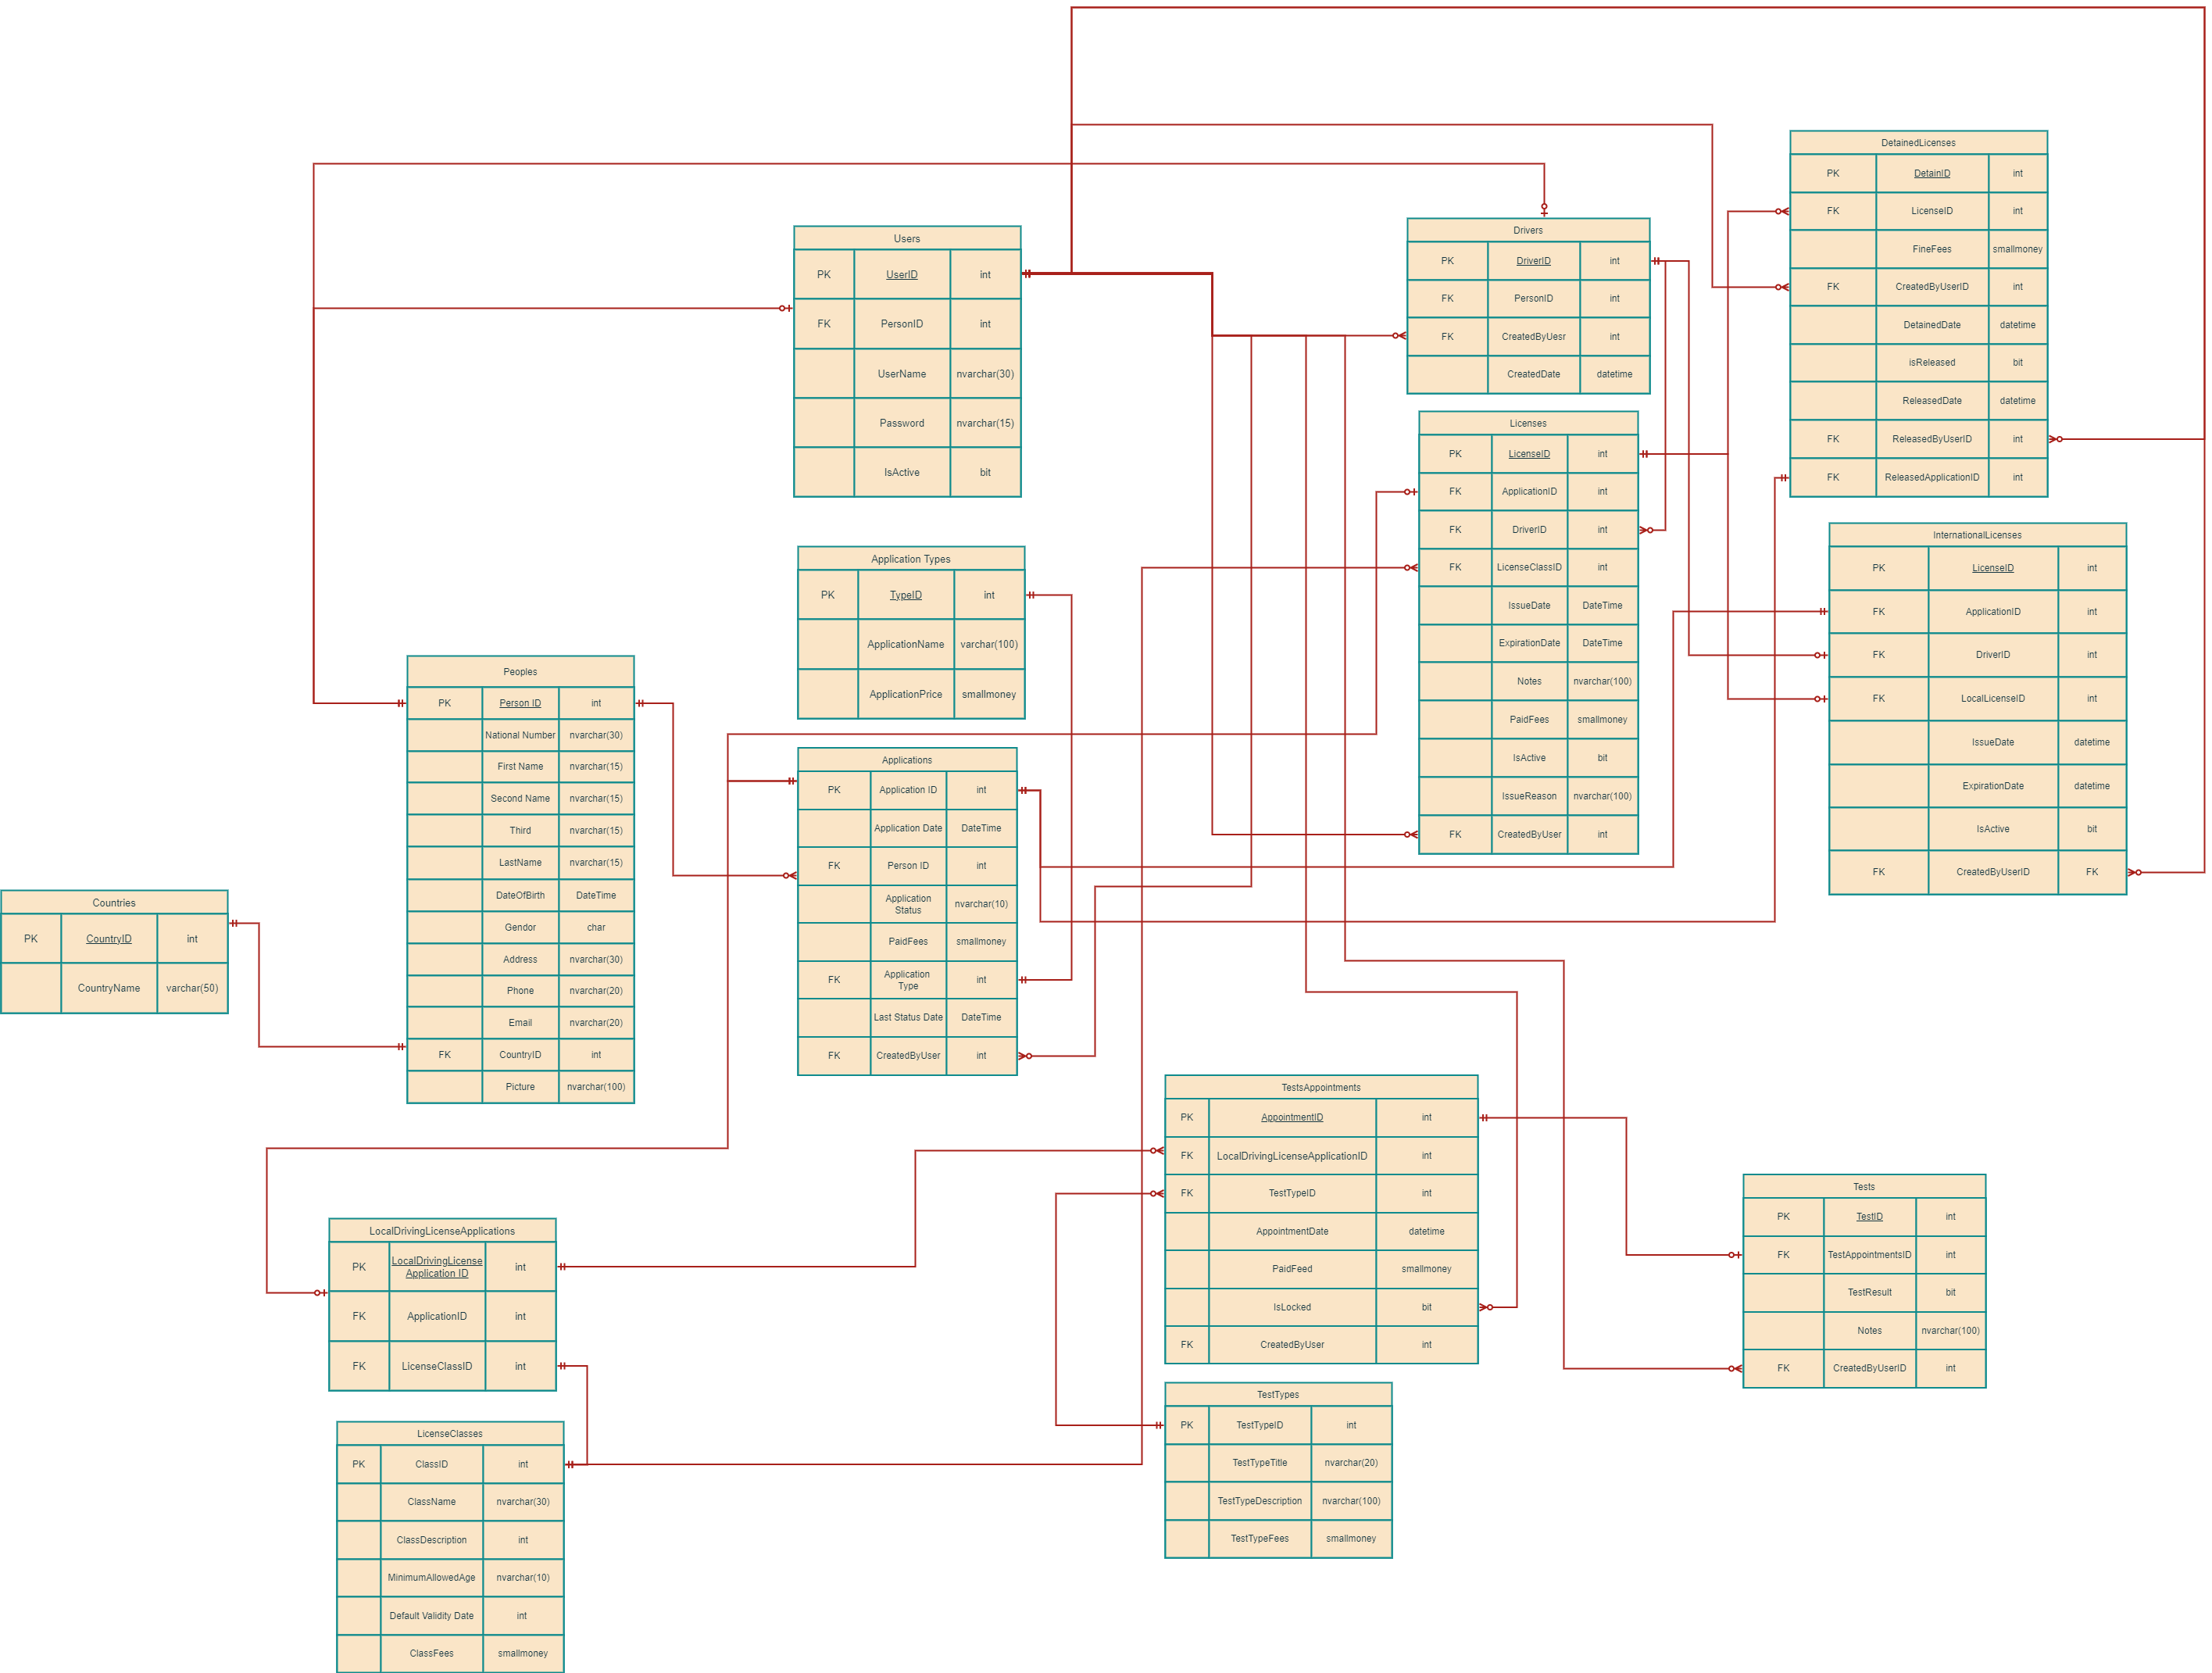 DetainedLicenses
PK DetainID int
FK LicenseID int
FineFees smallmoney
FK CreatedByUserID int
DetainedDate datetime
isReleased bit
ReleasedDate datetime
FK ReleasedByUserID int
FK ReleasedApplicationID int
Users
PK UserID int
FK PersonID int
UserName nvarchar(30)
Password nvarchar(15)
IsActive bit
Drivers
PK DriverID int
FK PersonID int
FK CreatedByUesr int
CreatedDate datetime
Licenses
PK LicenseID int
FK ApplicationID int
FK DriverID int
FK LicenseClassID int
IssueDate DateTime
ExpirationDate DateTime
Notes nvarchar(100)
PaidFees smallmoney
IsActive bit
IssueReason nvarchar(100)
FK CreatedByUser int
InternationalLicenses
PK LicenseID int
FK ApplicationID int
FK DriverID int
FK LocalLicenseID int
IssueDate datetime
ExpirationDate datetime
IsActive bit
FK CreatedByUserID FK
Application Types
PK TypeID int
ApplicationName varchar(100)
ApplicationPrice smallmoney
Peoples
PK Person ID int
National Number nvarchar(30)
First Name nvarchar(15)
Second Name nvarchar(15)
Third nvarchar(15)
LastName nvarchar(15)
DateOfBirth DateTime
Gendor char
Address nvarchar(30)
Phone nvarchar(20)
Email nvarchar(20)
FK CountryID int
Picture nvarchar(100)
Applications
PK Application ID int
Application Date DateTime
FK Person ID int
Application
Status nvarchar(10)
PaidFees smallmoney
FK Application
Type int
Last Status Date DateTime
FK CreatedByUser int
Countries
PK CountryID int
CountryName varchar(50)
TestsAppointments
PK AppointmentID int
FK LocalDrivingLicenseApplicationID int
FK TestTypeID int
AppointmentDate datetime
PaidFeed smallmoney
IsLocked bit
FK CreatedByUser int
Tests
PK TestID int
FK TestAppointmentsID int
TestResult bit
Notes nvarchar(100)
FK CreatedByUserID int
LocalDrivingLicenseApplications
PK LocalDrivingLicense
Application ID int
FK ApplicationID int
FK LicenseClassID int
TestTypes
PK TestTypeID int
TestTypeTitle nvarchar(20)
TestTypeDescription nvarchar(100)
TestTypeFees smallmoney
LicenseClasses
PK ClassID int
ClassName nvarchar(30)
ClassDescription int
MinimumAllowedAge nvarchar(10)
Default Validity Date int
ClassFees smallmoney